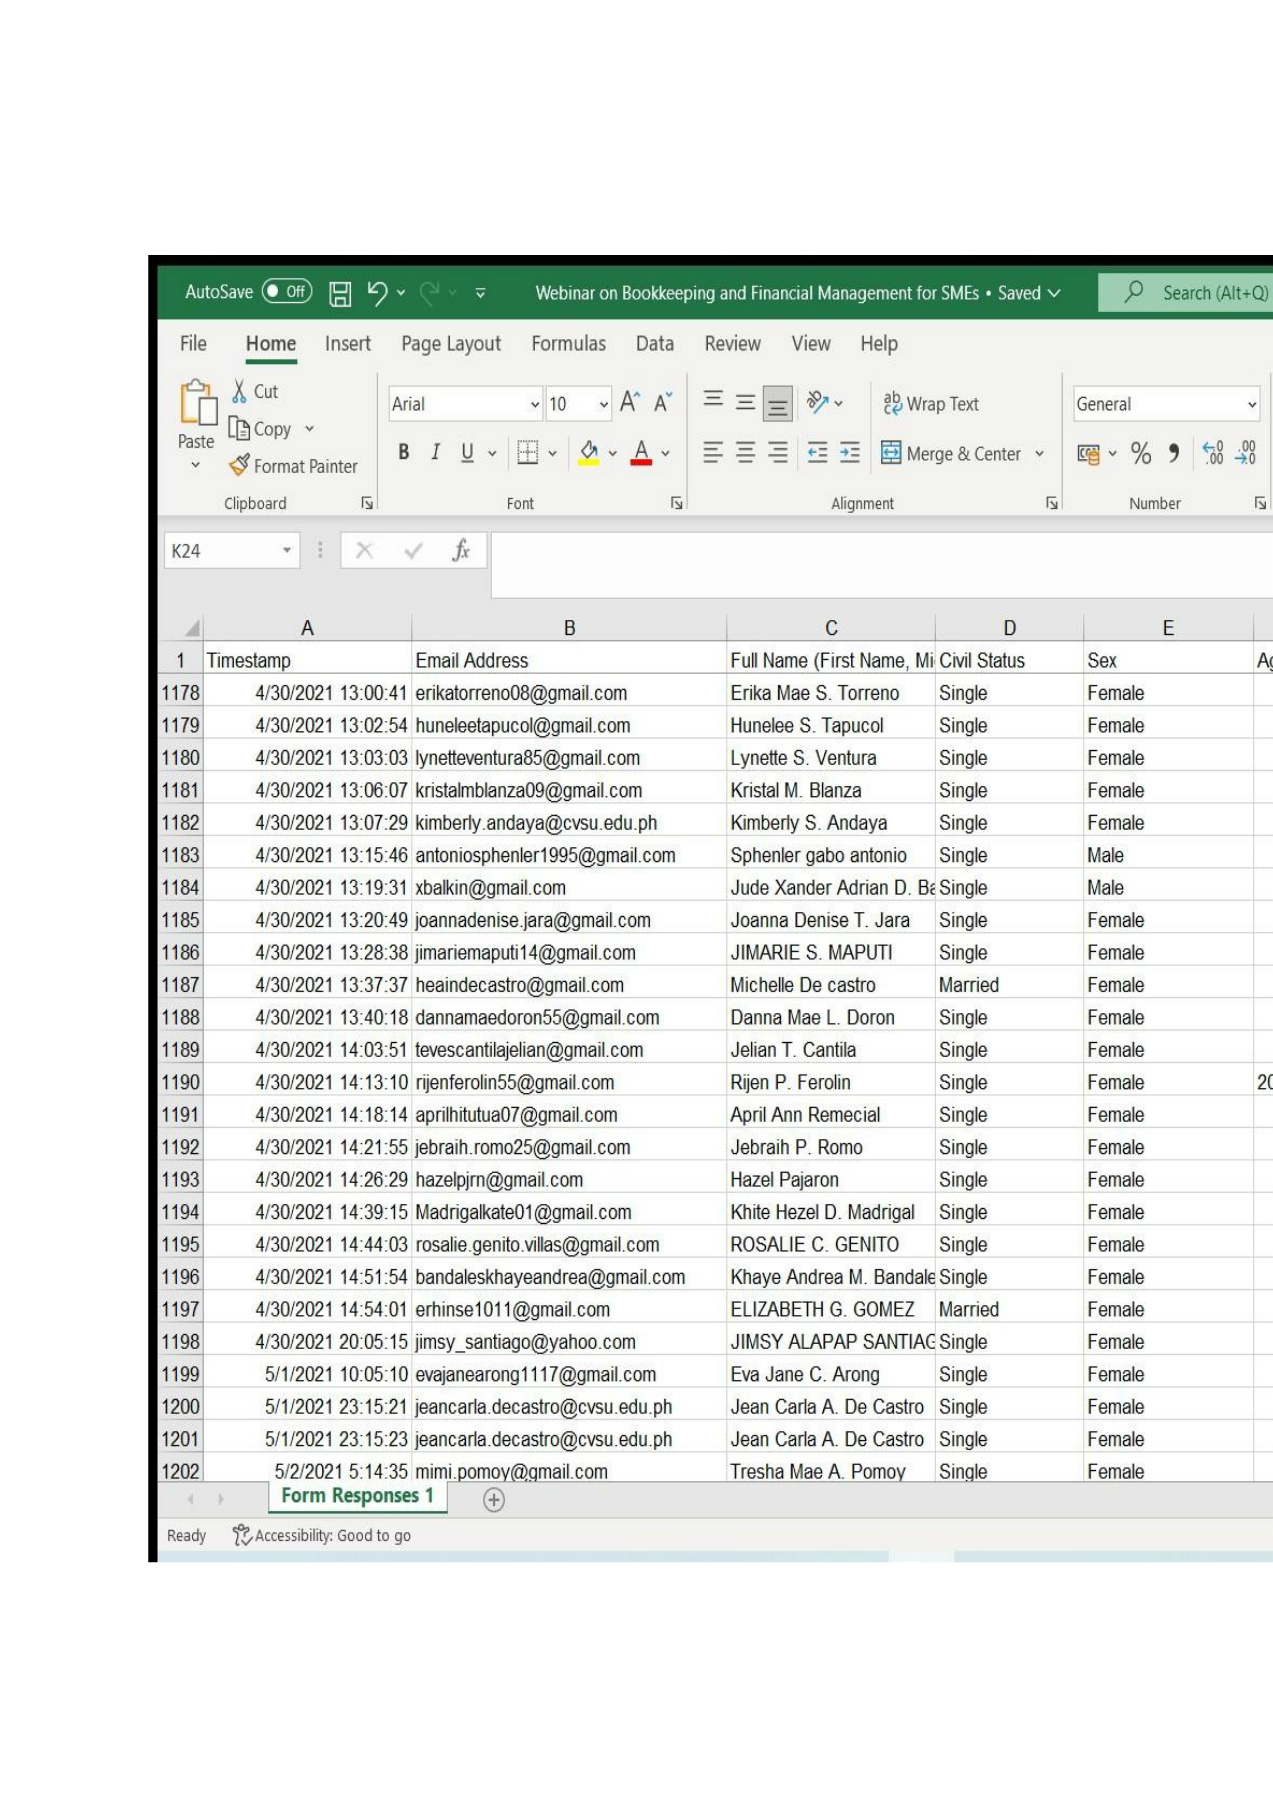 AutoSave Off Webinar on Bookkeeping and Financial Management for SMEs • Saved Search (Alt+Q)
File Home Insert Page Layout Formulas Data Review View Help
Cut
Copy
Paste
Format Painter
Clipboard
Arial 10
B I U A
Font
Wrap Text
Merge & Center
Alignment
General
% , .00 .00
Number
K24 fx
A B C D E
1 Timestamp Email Address Full Name (First Name, Mi Civil Status Sex Ag
1178 4/30/2021 13:00:41 erikatorreno08@gmail.com Erika Mae S. Torreno Single Female
1179 4/30/2021 13:02:54 huneleetapucol@gmail.com Hunelee S. Tapucol Single Female
1180 4/30/2021 13:03:03 lynetteventura85@gmail.com Lynette S. Ventura Single Female
1181 4/30/2021 13:06:07 kristalmblanza09@gmail.com Kristal M. Blanza Single Female
1182 4/30/2021 13:07:29 kimberly.andaya@cvsu.edu.ph Kimberly S. Andaya Single Female
1183 4/30/2021 13:15:46 antoniosphenler1995@gmail.com Sphenler gabo antonio Single Male
1184 4/30/2021 13:19:31 xbalkin@gmail.com Jude Xander Adrian D. Ba Single Male
1185 4/30/2021 13:20:49 joannadenise.jara@gmail.com Joanna Denise T. Jara Single Female
1186 4/30/2021 13:28:38 jimariemaputi14@gmail.com JIMARIE S. MAPUTI Single Female
1187 4/30/2021 13:37:37 heaindecastro@gmail.com Michelle De castro Married Female
1188 4/30/2021 13:40:18 dannamaedoron55@gmail.com Danna Mae L. Doron Single Female
1189 4/30/2021 14:03:51 tevescantilajelian@gmail.com Jelian T. Cantila Single Female
1190 4/30/2021 14:13:10 rijenferolin55@gmail.com Rijen P. Ferolin Single Female 20
1191 4/30/2021 14:18:14 aprilhitutua07@gmail.com April Ann Remecial Single Female
1192 4/30/2021 14:21:55 jebraih.romo25@gmail.com Jebraih P. Romo Single Female
1193 4/30/2021 14:26:29 hazelpjrn@gmail.com Hazel Pajaron Single Female
1194 4/30/2021 14:39:15 Madrigalkate01@gmail.com Khite Hezel D. Madrigal Single Female
1195 4/30/2021 14:44:03 rosalie.genito.villas@gmail.com ROSALIE C. GENITO Single Female
1196 4/30/2021 14:51:54 bandaleskhayeandrea@gmail.com Khaye Andrea M. Bandale Single Female
1197 4/30/2021 14:54:01 erhinse1011@gmail.com ELIZABETH G. GOMEZ Married Female
1198 4/30/2021 20:05:15 jimsy_santiago@yahoo.com JIMSY ALAPAP SANTIAG Single Female
1199 5/1/2021 10:05:10 evajanearong1117@gmail.com Eva Jane C. Arong Single Female
1200 5/1/2021 23:15:21 jeancarla.decastro@cvsu.edu.ph Jean Carla A. De Castro Single Female
1201 5/1/2021 23:15:23 jeancarla.decastro@cvsu.edu.ph Jean Carla A. De Castro Single Female
1202 5/2/2021 5:14:35 mimi.pomoy@gmail.com Tresha Mae A. Pomoy Single Female
Form Responses 1
Ready Accessibility: Good to go